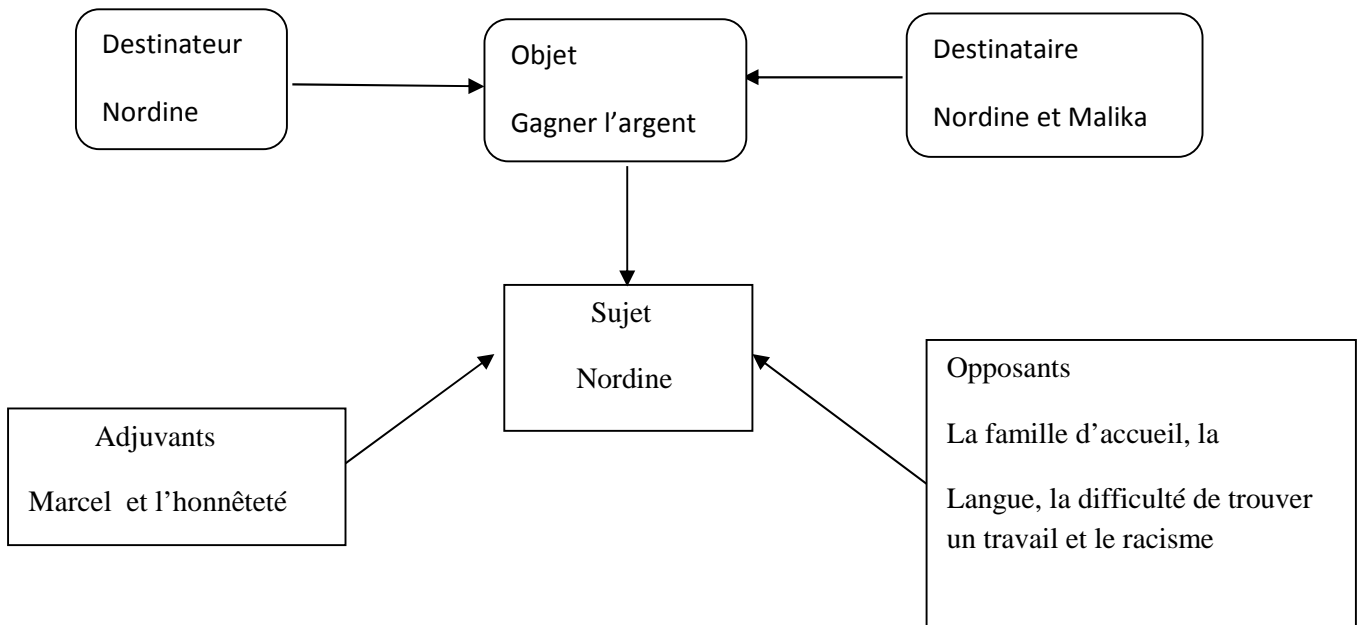 Destinateur
Nordine
Objet
Gagner l’argent
Destinataire
Nordine et Malika
Sujet
Nordine
Adjuvants
Marcel et l’honnêteté
Opposants
La famille d’accueil, la
Langue, la difficulté de trouver
un travail et le racisme